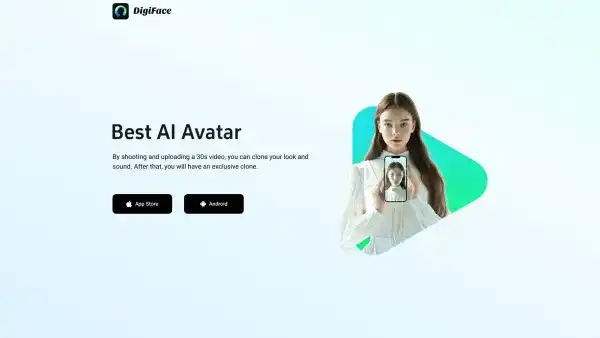 DigiFace
Best AI Avatar
By shooting and uploading a 30s video, you can clone your look and
sound. After that, you will have an exclusive clone.
App Store
Android